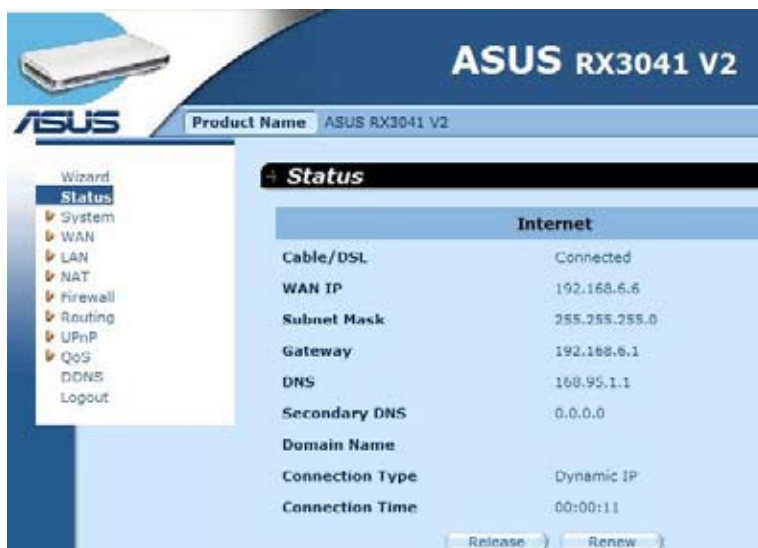 ASUS RX3041 V2
ASUS
Product Name ASUS RX3041 V2
Wizard
Status
System
WAN
LAN
NAT
Firewall
Routing
UPnP
QoS
DDNS
Logout
Status
Internet
Cable/DSL Connected
WAN IP 192.168.6.6
Subnet Mask 255.255.255.0
Gateway 192.168.6.1
DNS 168.95.1.1
Secondary DNS 0.0.0.0
Domain Name
Connection Type Dynamic IP
Connection Time 00:00:11
Release Renew